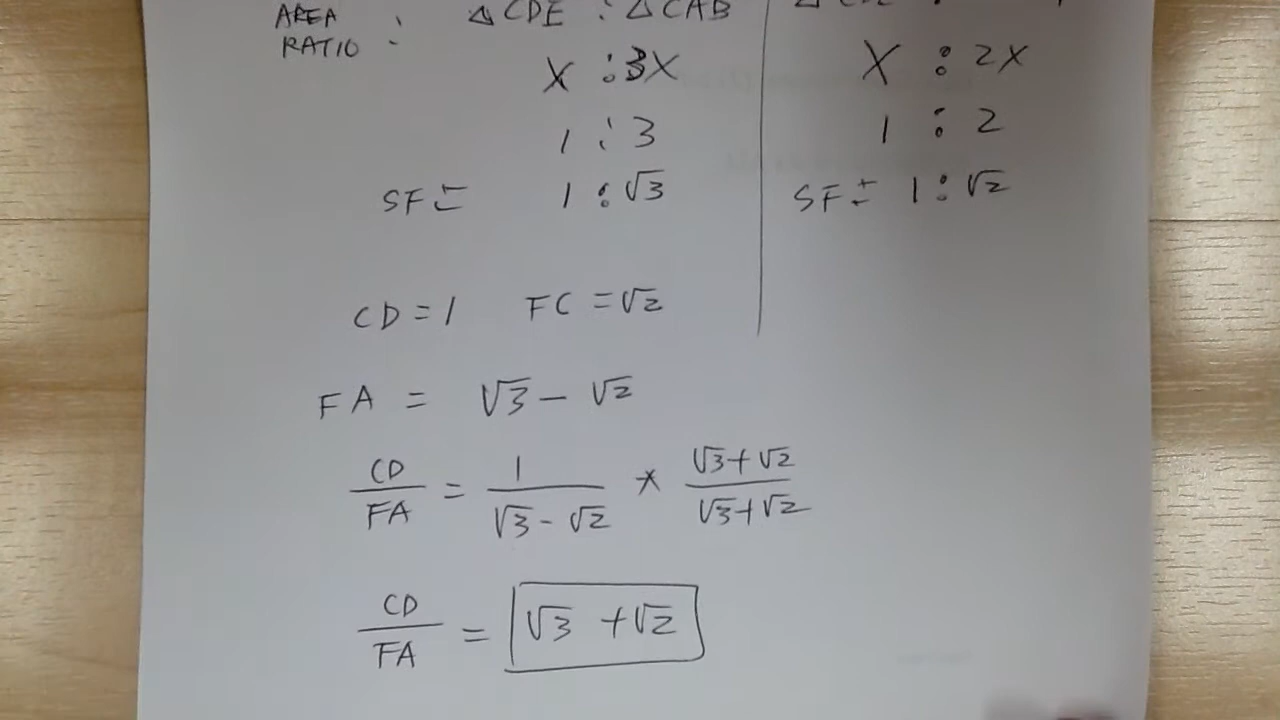 AREA : △CDE : △CAB
RATIO :
X : 3X
X : 2X
1 : 3
1 : 2
SF = 1 : √3
SF = 1 : √2
CD = 1 FC = √2
FA = √3 - √2
CD/FA = 1/(√3 - √2) * (√3+√2)/(√3+√2)
CD/FA = √3 + √2